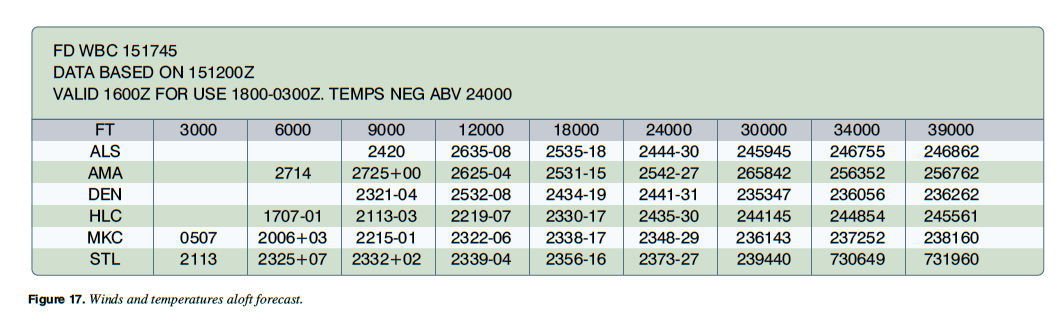 FD WBC 151745
DATA BASED ON 151200Z
VALID 1600Z FOR USE 1800-0300Z. TEMPS NEG ABV 24000
FT 3000 6000 9000 12000 18000 24000 30000 34000 39000
ALS 2420 2635-08 2535-18 2444-30 245945 246755 246862
AMA 2714 2725+00 2625-04 2531-15 2542-27 265842 256352 256762
DEN 2321-04 2532-08 2434-19 2441-31 235347 236056 236262
HLC 1707-01 2113-03 2219-07 2330-17 2435-30 244145 244854 245561
MKC 0507 2006+03 2215-01 2322-06 2338-17 2348-29 236143 237252 238160
STL 2113 2325+07 2332+02 2339-04 2356-16 2373-27 239440 730649 731960
Figure 17. Winds and temperatures aloft forecast.